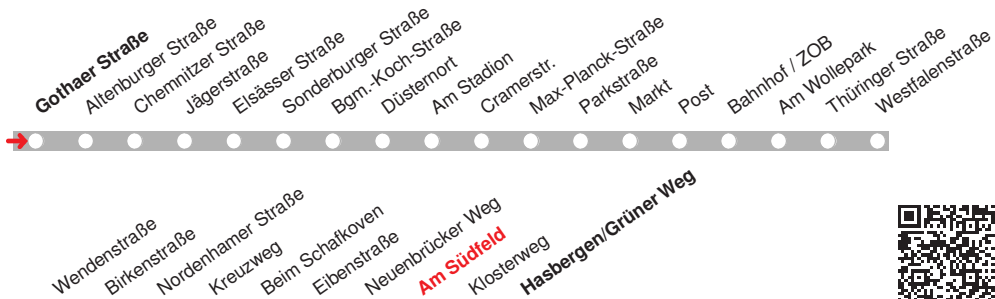 Gothaer Straße
Altenburger Straße
Chemnitzer Straße
Jägerstraße
Elsässer Straße
Sonderburger Straße
Bgm.-Koch-Straße
Düsternort
Am Stadion
Cramerstr.
Max-Planck-Straße
Parkstraße
Markt
Post
Bahnhof / ZOB
Am Wollepark
Thüringer Straße
Westfalenstraße
Wendenstraße
Birkenstraße
Nordenhamer Straße
Kreuzweg
Beim Schafkoven
Eibenstraße
Neuenbrücker Weg
Am Südfeld
Klosterweg
Hasbergen/Grüner Weg